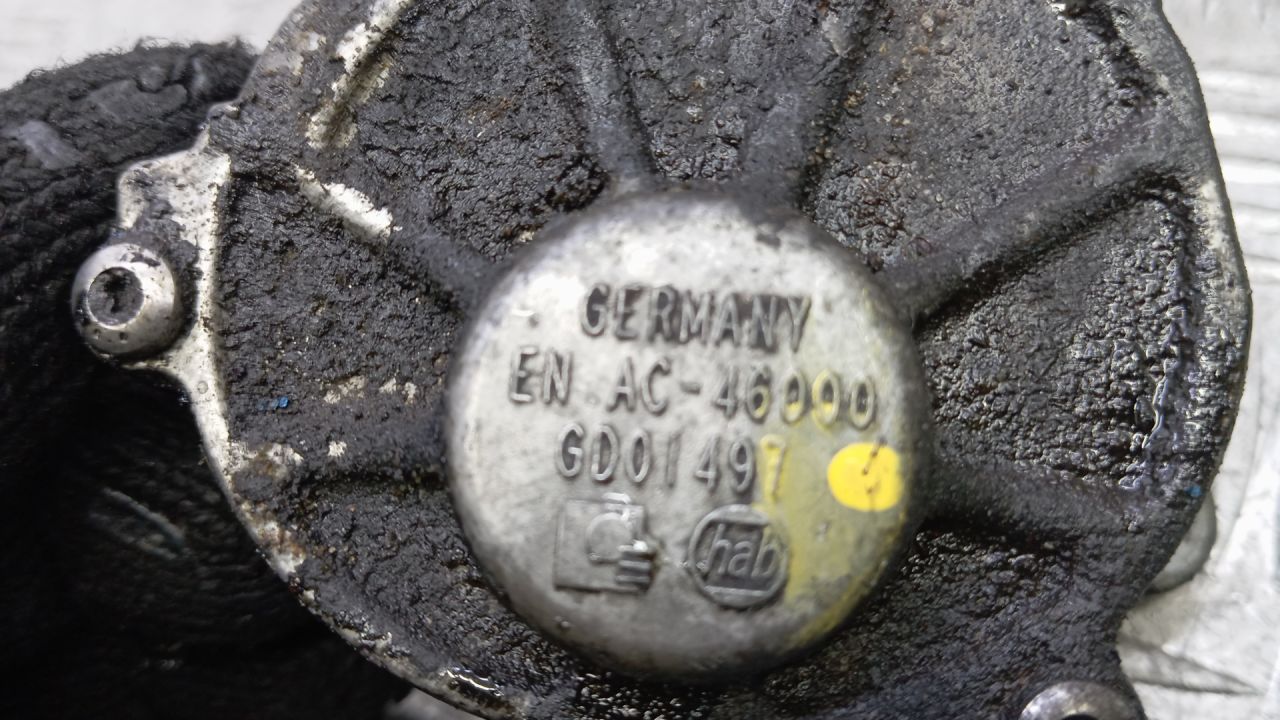 GERMANY
EN AC-46000
GD01497
hab